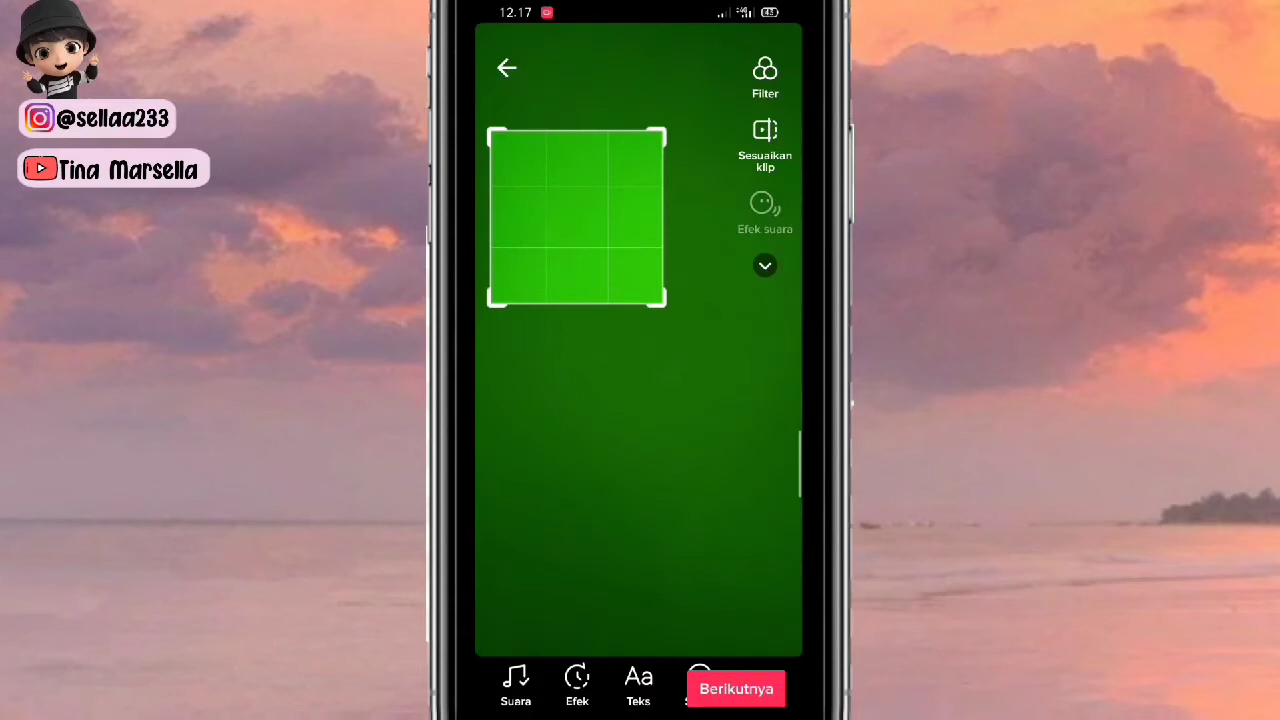 12.17
@sellaa233
Tina Marsella
Filter
Sesuaikan
klip
Efek suara
Suara
Efek
Teks
Berikutnya